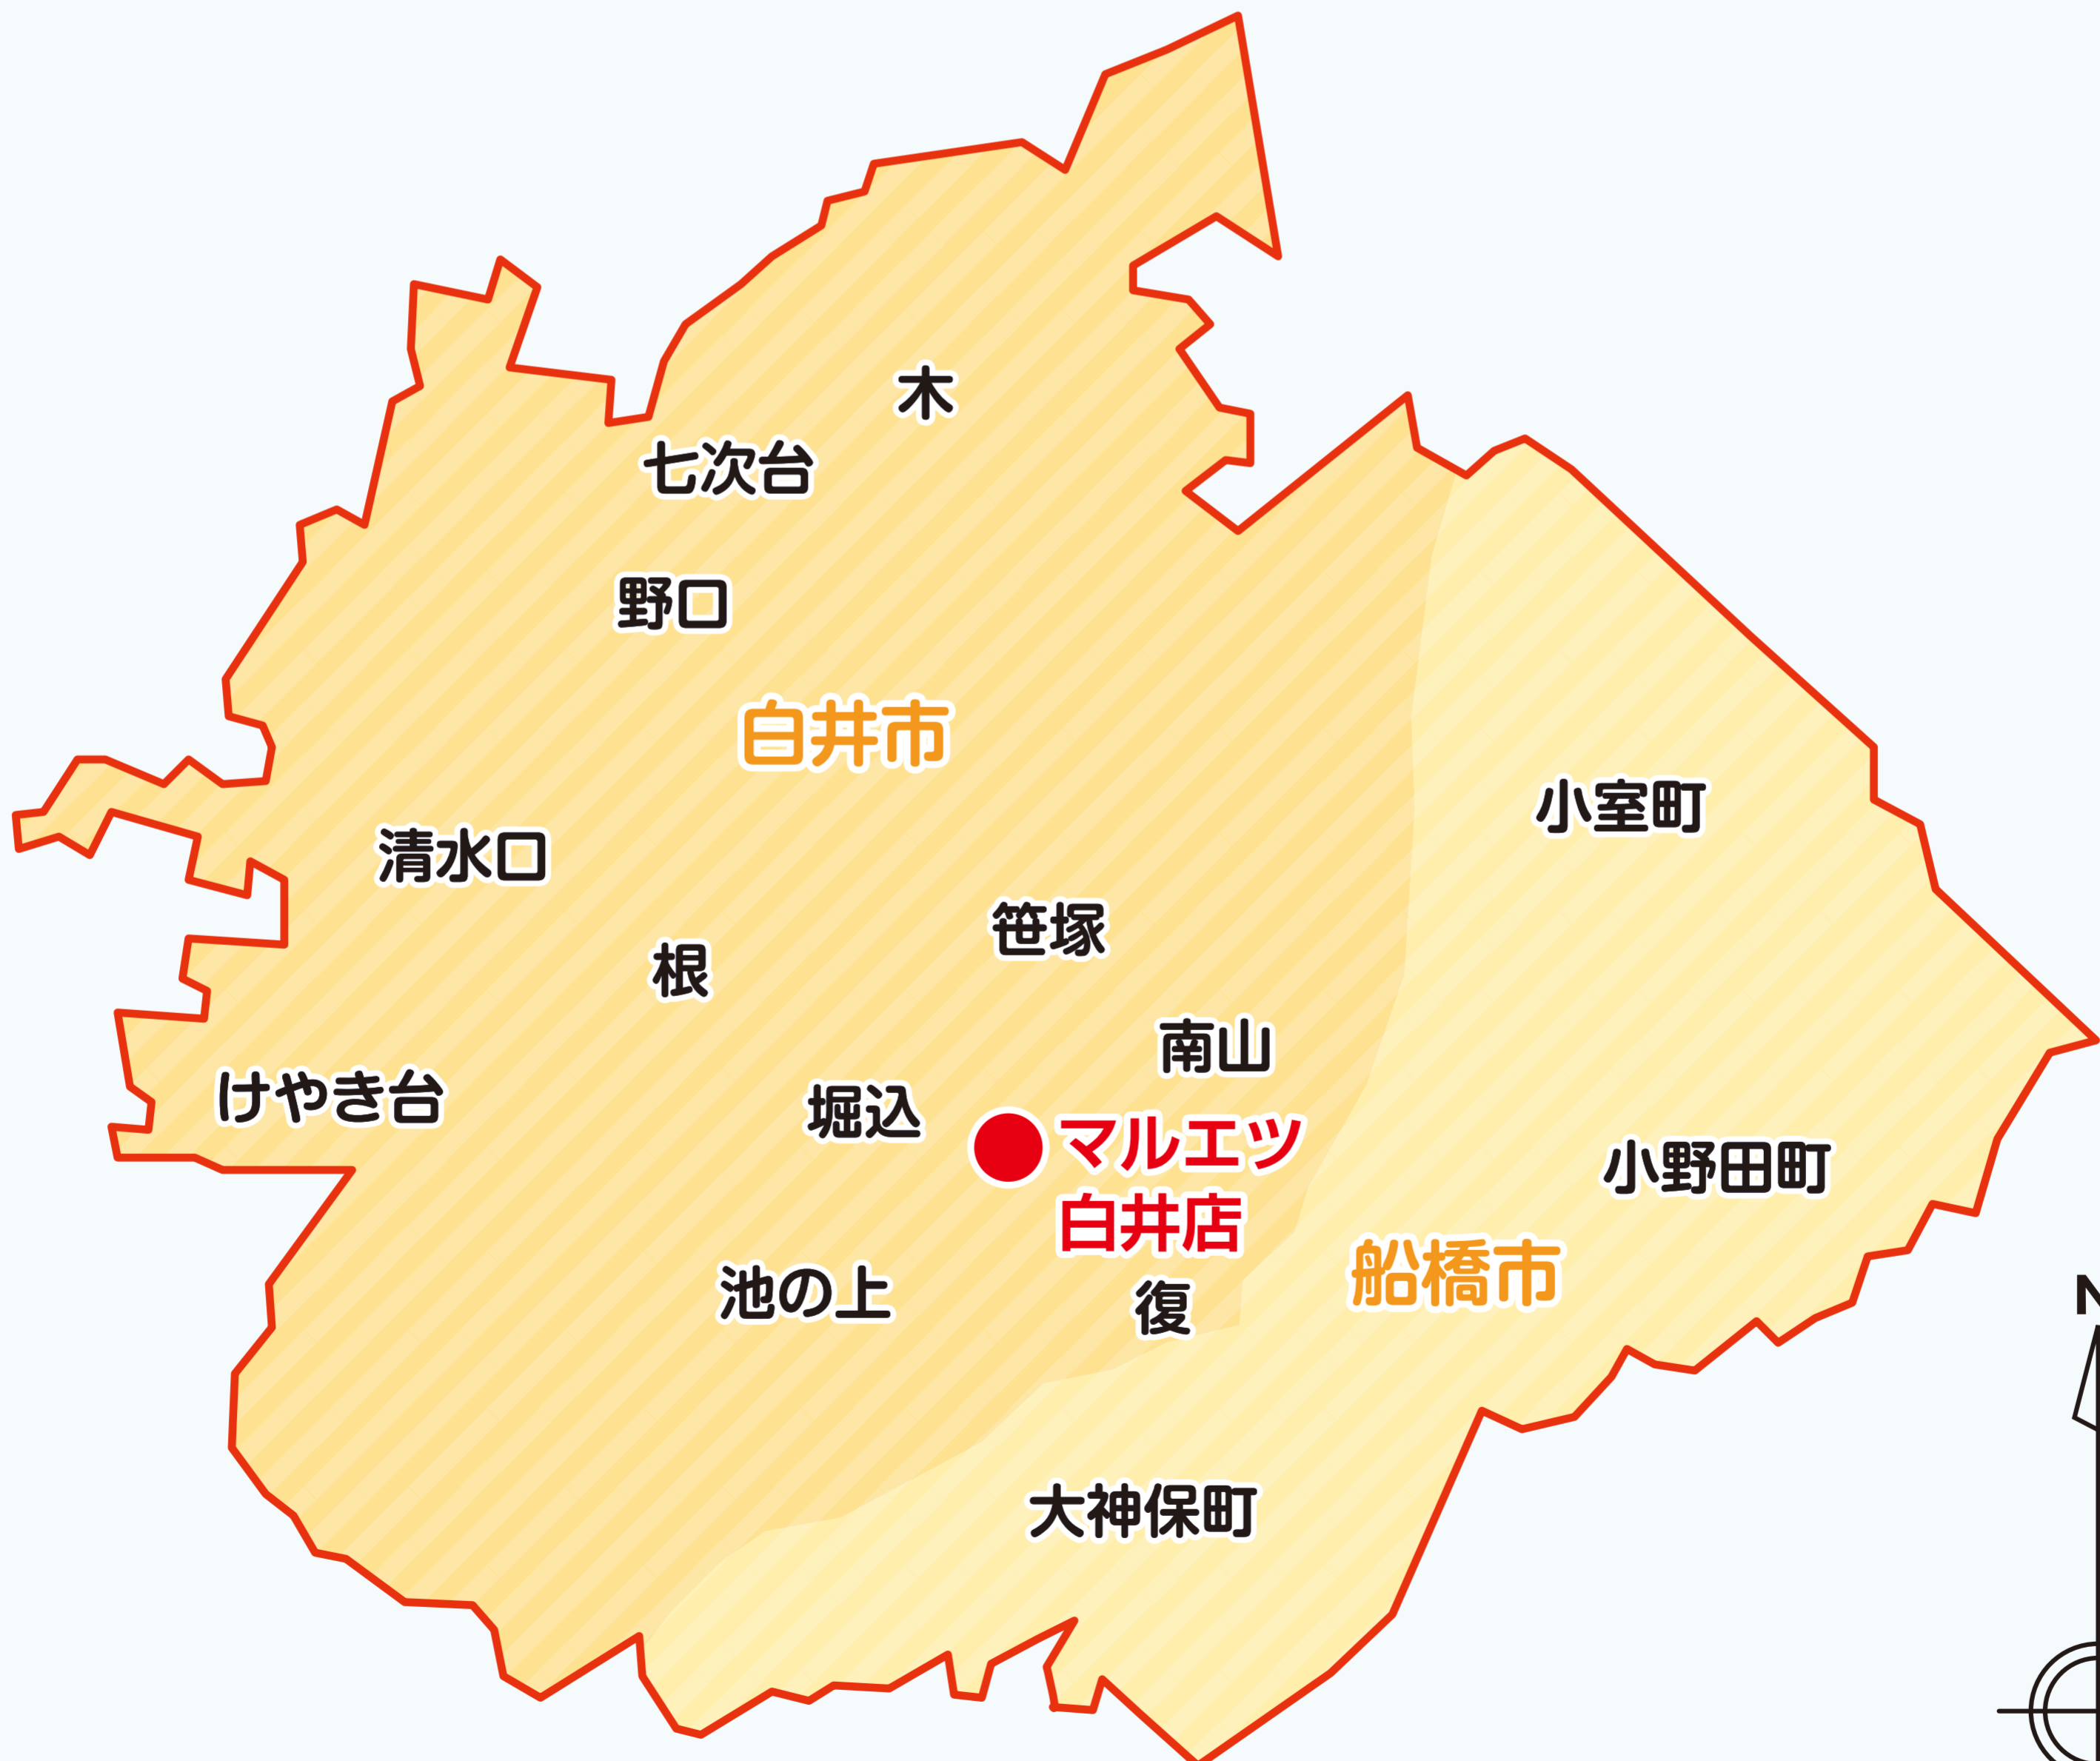 木
七次台
野口
白井市
小室町
清水口
笹塚
根
南山
けやき台
堀込
マルエツ
白井店
小野田町
船橋市
池の上
復
N
大神保町